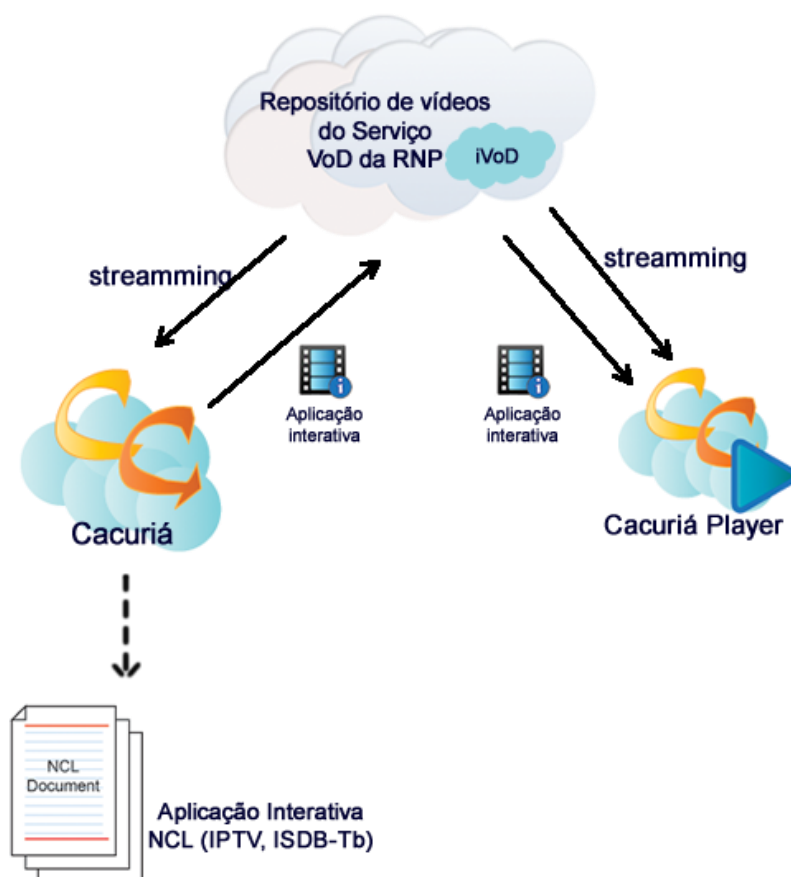 Repositório de vídeos
do Serviço
VoD da RNP
iVoD
streamming
streamming
Aplicação
interativa
Aplicação
interativa
Cacuriá
Cacuriá Player
NCL
Document
Aplicação Interativa
NCL (IPTV, ISDB-Tb)